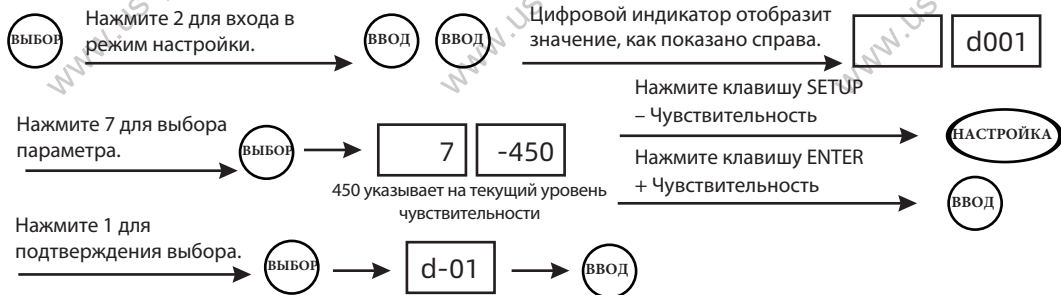 ВЫБОР
Нажмите 2 для входа в
режим настройки.
ВВОД
ВВОД
Цифровой индикатор отобразит
значение, как показано справа.
d001
Нажмите 7 для выбора
параметра.
ВЫБОР
7
-450
450 указывает на текущий уровень
чувствительности
Нажмите клавишу SETUP
– Чувствительность
НАСТРОЙКА
Нажмите клавишу ENTER
+ Чувствительность
ВВОД
Нажмите 1 для
подтверждения выбора.
ВЫБОР
d-01
ВВОД